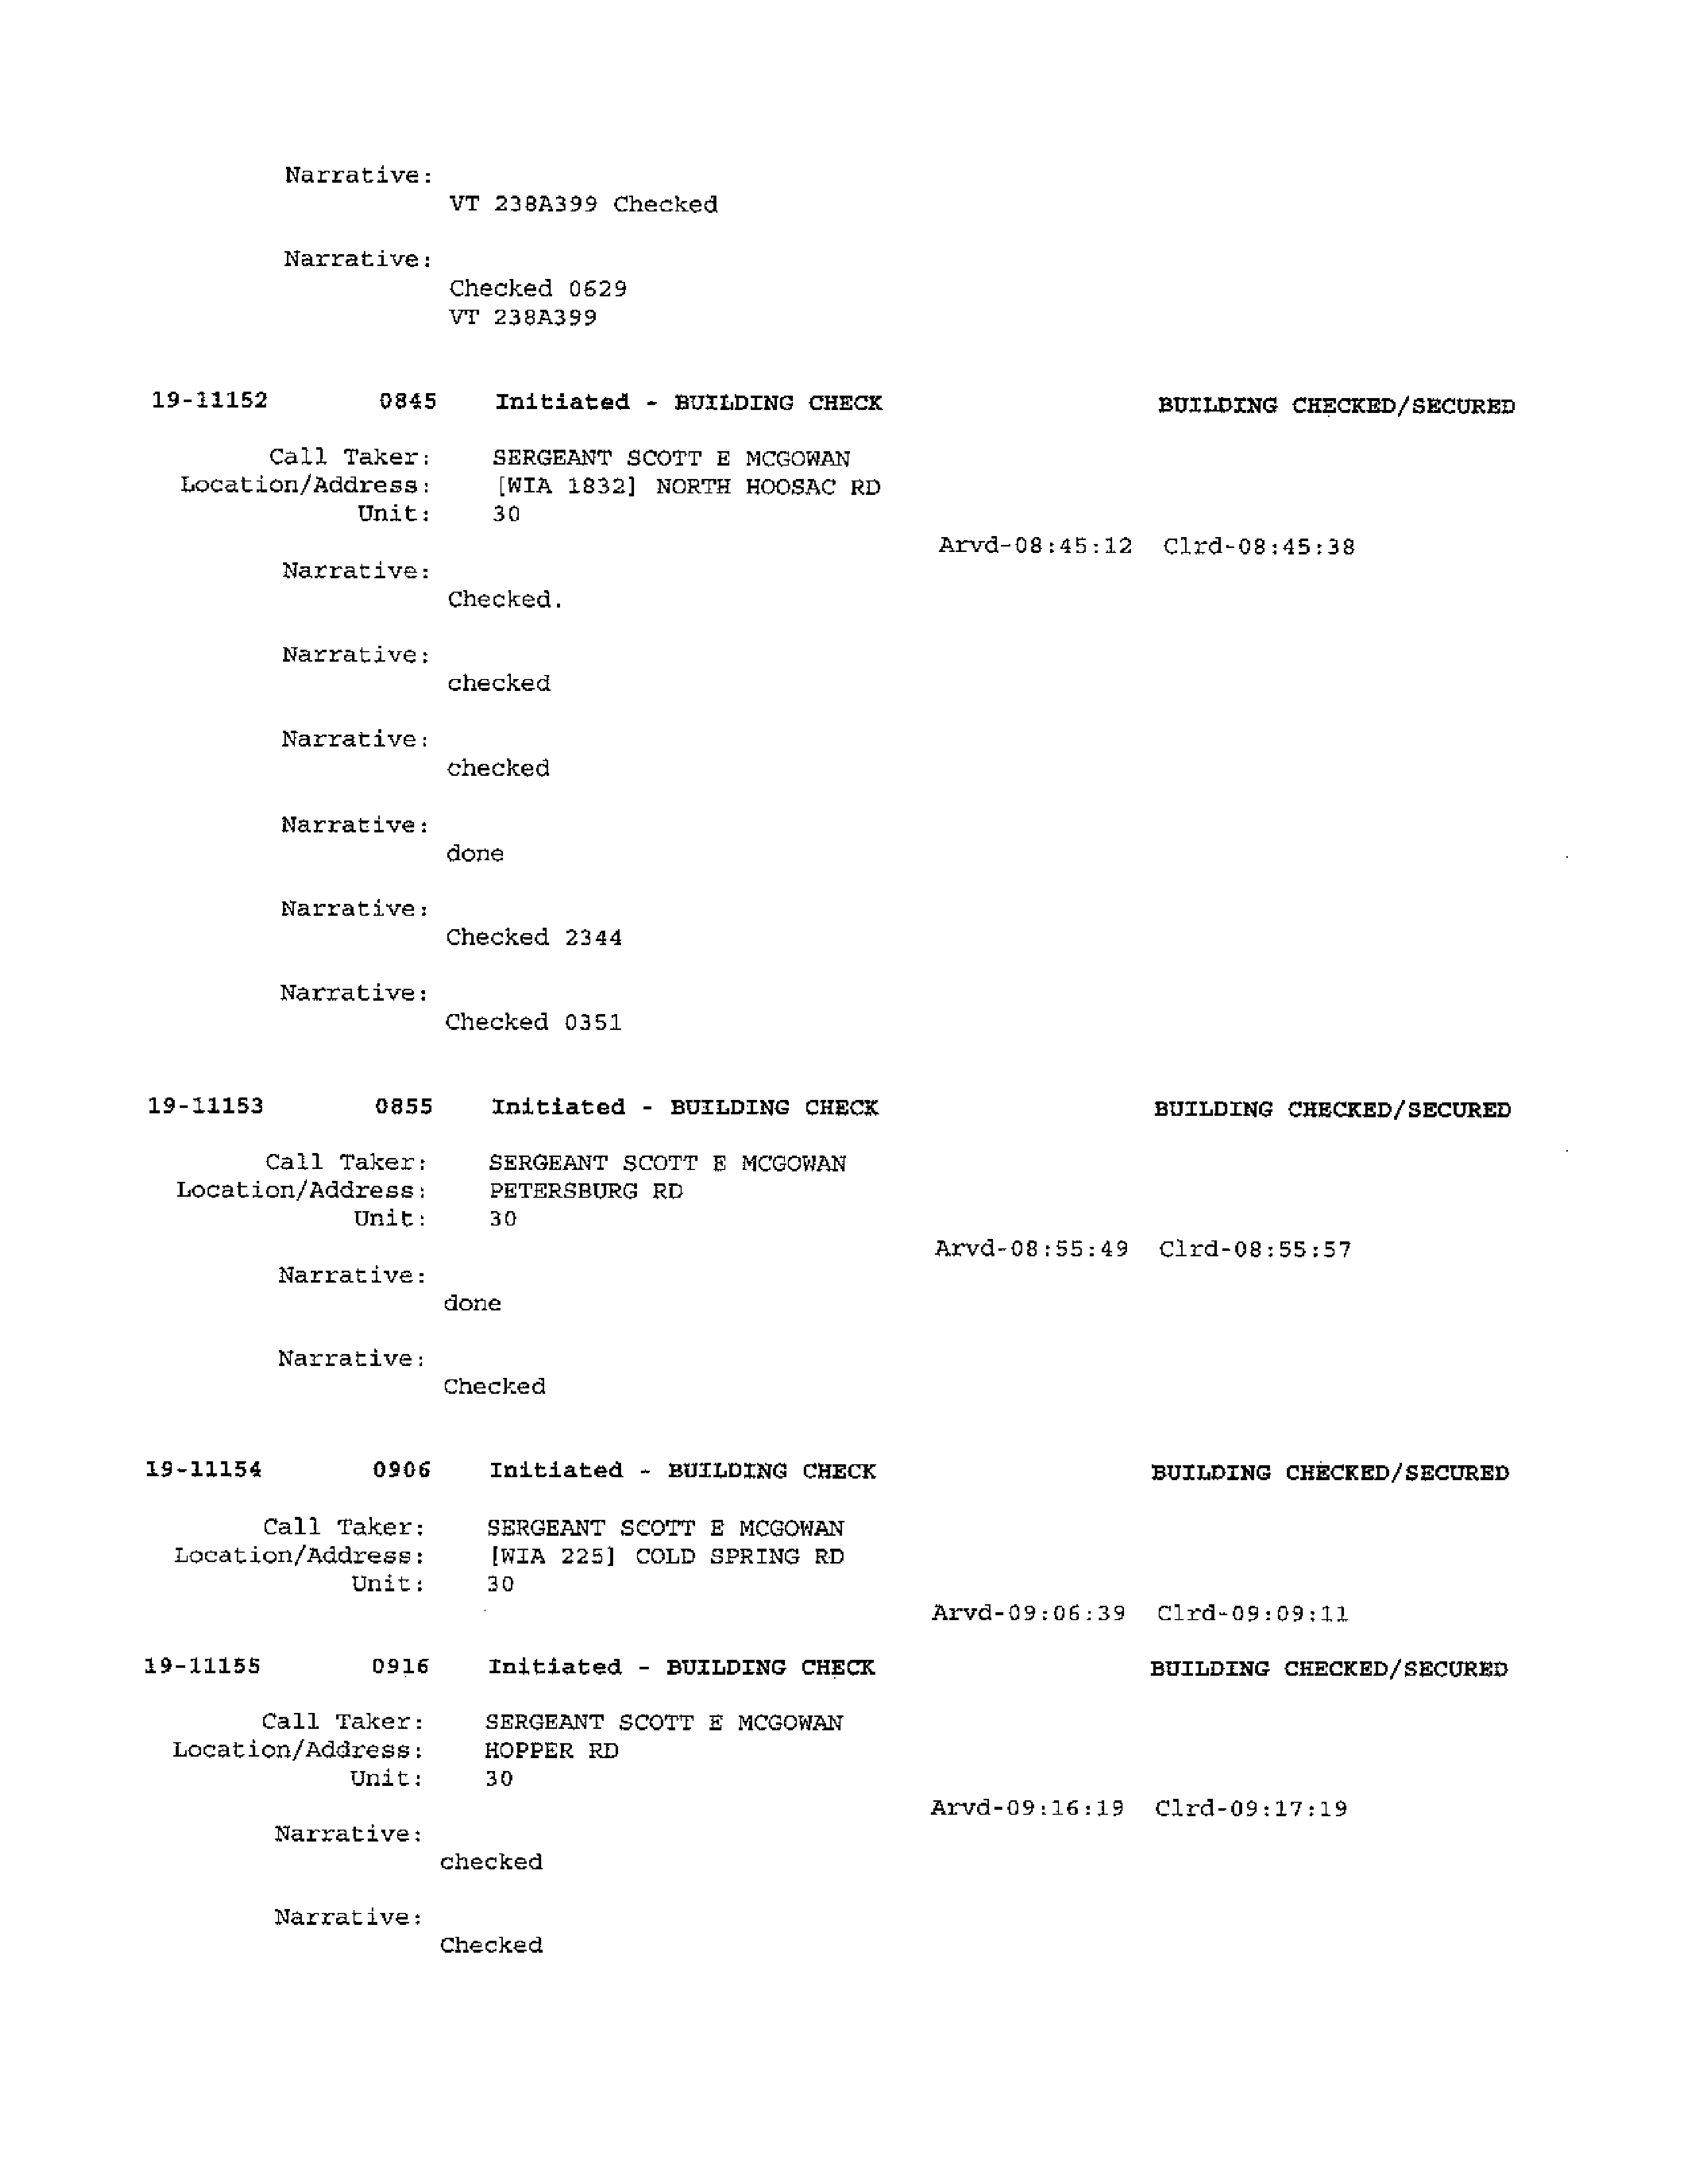 Narrative:
VT 238A399 Checked
Narrative:
Checked 0629
VT 238A399
19-11152 0845 Initiated - BUILDING CHECK BUILDING CHECKED/SECURED
Call Taker: SERGEANT SCOTT E MCGOWAN
Location/Address: [WIA 1832] NORTH HOOSAC RD
Unit: 30
Arvd-08:45:12 Clrd-08:45:38
Narrative:
Checked.
Narrative:
checked
Narrative:
checked
Narrative:
done
Narrative:
Checked 2344
Narrative:
Checked 0351
19-11153 0855 Initiated - BUILDING CHECK BUILDING CHECKED/SECURED
Call Taker: SERGEANT SCOTT E MCGOWAN
Location/Address: PETERSBURG RD
Unit: 30
Arvd-08:55:49 Clrd-08:55:57
Narrative:
done
Narrative:
Checked
19-11154 0906 Initiated - BUILDING CHECK BUILDING CHECKED/SECURED
Call Taker: SERGEANT SCOTT E MCGOWAN
Location/Address: [WIA 225] COLD SPRING RD
Unit: 30
Arvd-09:06:39 Clrd-09:09:11
19-11155 0916 Initiated - BUILDING CHECK BUILDING CHECKED/SECURED
Call Taker: SERGEANT SCOTT E MCGOWAN
Location/Address: HOPPER RD
Unit: 30
Arvd-09:16:19 Clrd-09:17:19
Narrative:
checked
Narrative:
Checked